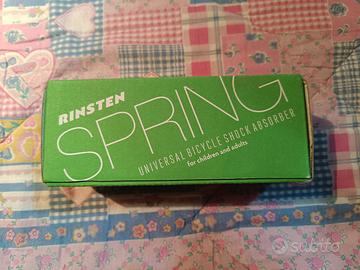 RINSTEN
SPRING
UNIVERSAL BICYCLE SHOCK ABSORBER
for children and adults
subito